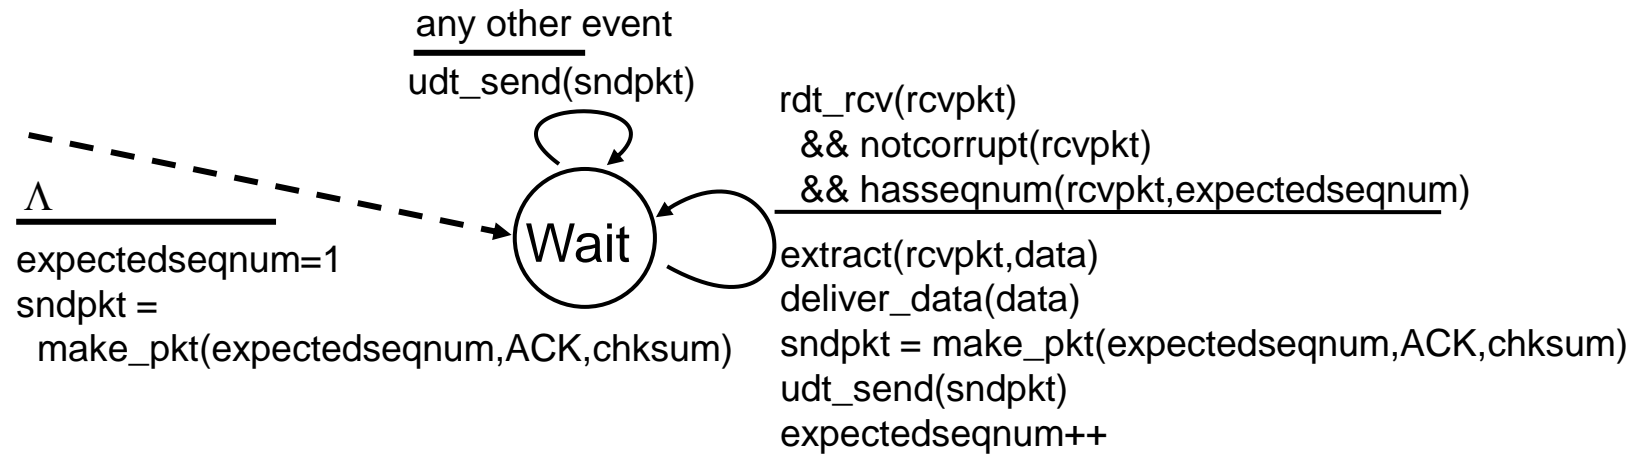 any other event
udt_send(sndpkt)
rdt_rcv(rcvpkt)
&& notcorrupt(rcvpkt)
&& hasseqnum(rcvpkt,expectedseqnum)
Λ
Wait
expectedseqnum=1
sndpkt =
make_pkt(expectedseqnum,ACK,chksum)
extract(rcvpkt,data)
deliver_data(data)
sndpkt = make_pkt(expectedseqnum,ACK,chksum)
udt_send(sndpkt)
expectedseqnum++